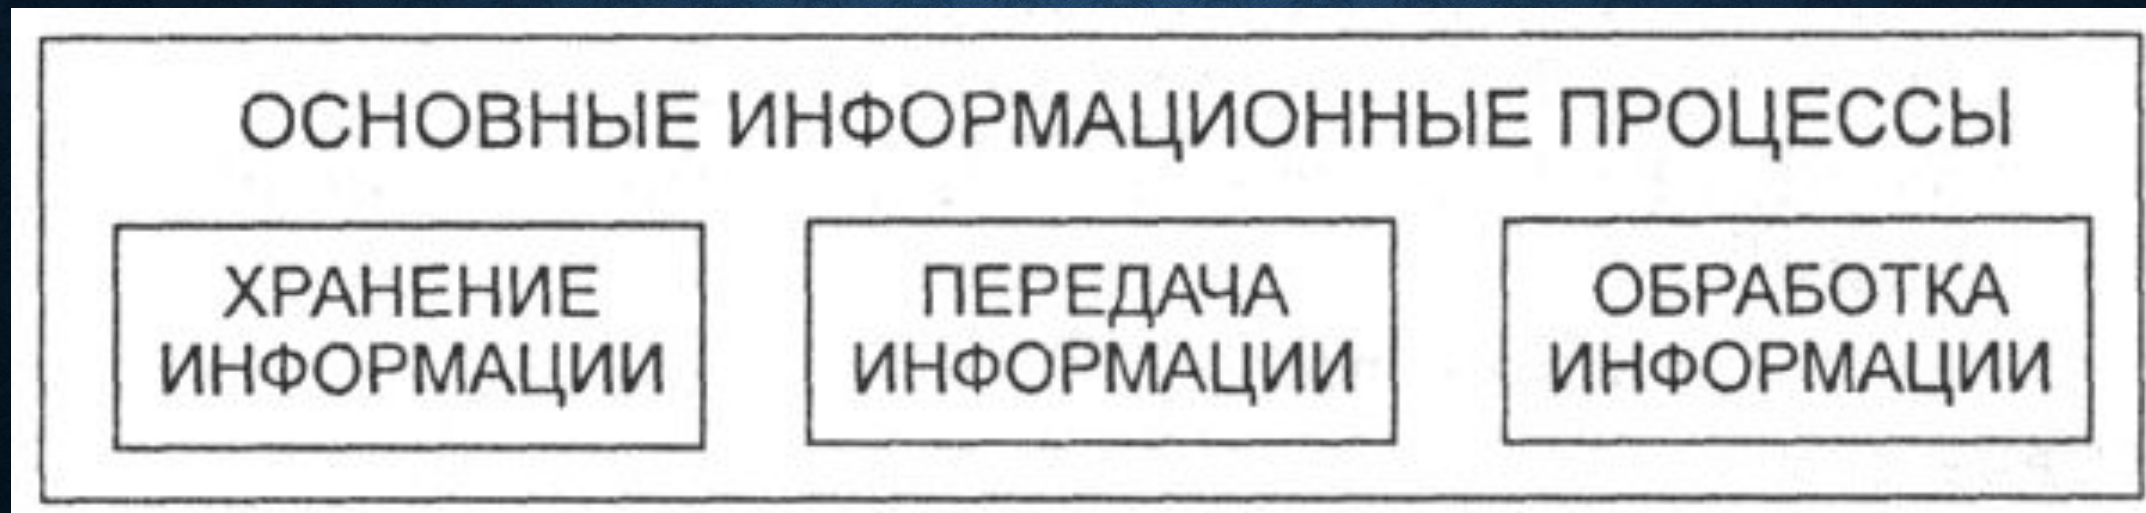 ОСНОВНЫЕ ИНФОРМАЦИОННЫЕ ПРОЦЕССЫ
ХРАНЕНИЕ
ИНФОРМАЦИИ
ПЕРЕДАЧА
ИНФОРМАЦИИ
ОБРАБОТКА
ИНФОРМАЦИИ